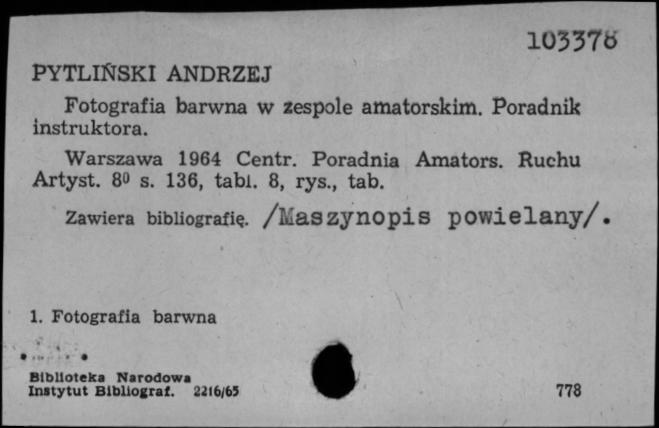 103378
PYTLIŃSKI ANDRZEJ
Fotografia barwna w zespole amatorskim. Poradnik
instruktora.
Warszawa 1964 Centr. Poradnia Amators. Ruchu
Artyst. 8⁰ s. 136, tabl. 8, rys., tab.
Zawiera bibliografię. /Maszynopis powielany/.
1. Fotografia barwna
Biblioteka Narodowa
Instytut Bibliograf. 2216/65
778